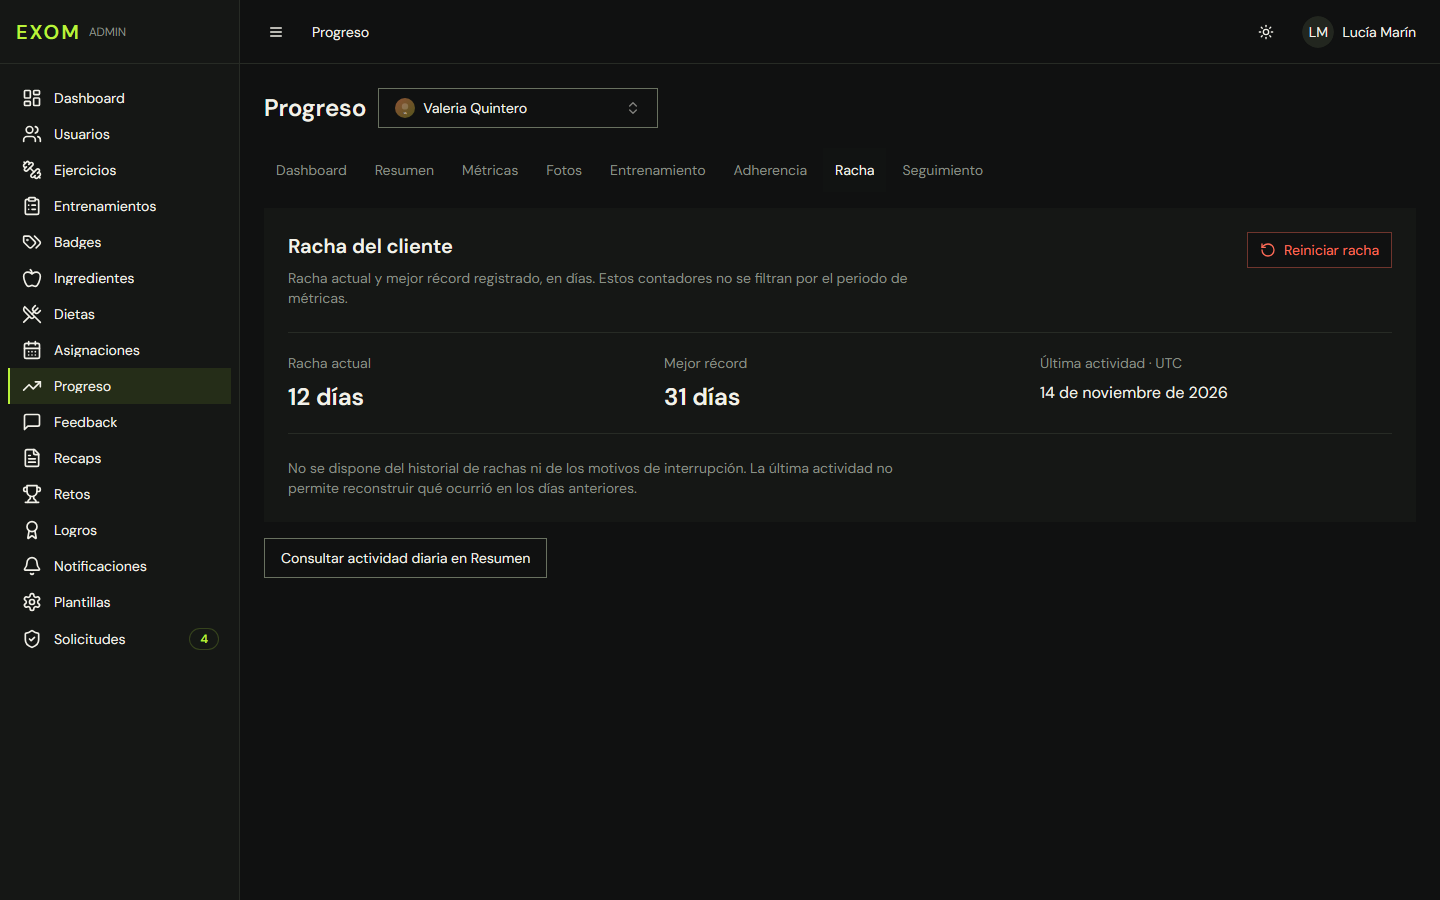 EXOM ADMIN
Progreso
LM Lucía Marín
Dashboard
Usuarios
Ejercicios
Entrenamientos
Badges
Ingredientes
Dietas
Asignaciones
Progreso
Feedback
Recaps
Retos
Logros
Notificaciones
Plantillas
Solicitudes 4
Progreso Valeria Quintero
Dashboard Resumen Métricas Fotos Entrenamiento Adherencia Racha Seguimiento
Racha del cliente
Reiniciar racha
Racha actual y mejor récord registrado, en días. Estos contadores no se filtran por el periodo de
métricas.
Racha actual
12 días
Mejor récord
31 días
Última actividad · UTC
14 de noviembre de 2026
No se dispone del historial de rachas ni de los motivos de interrupción. La última actividad no
permite reconstruir qué ocurrió en los días anteriores.
Consultar actividad diaria en Resumen